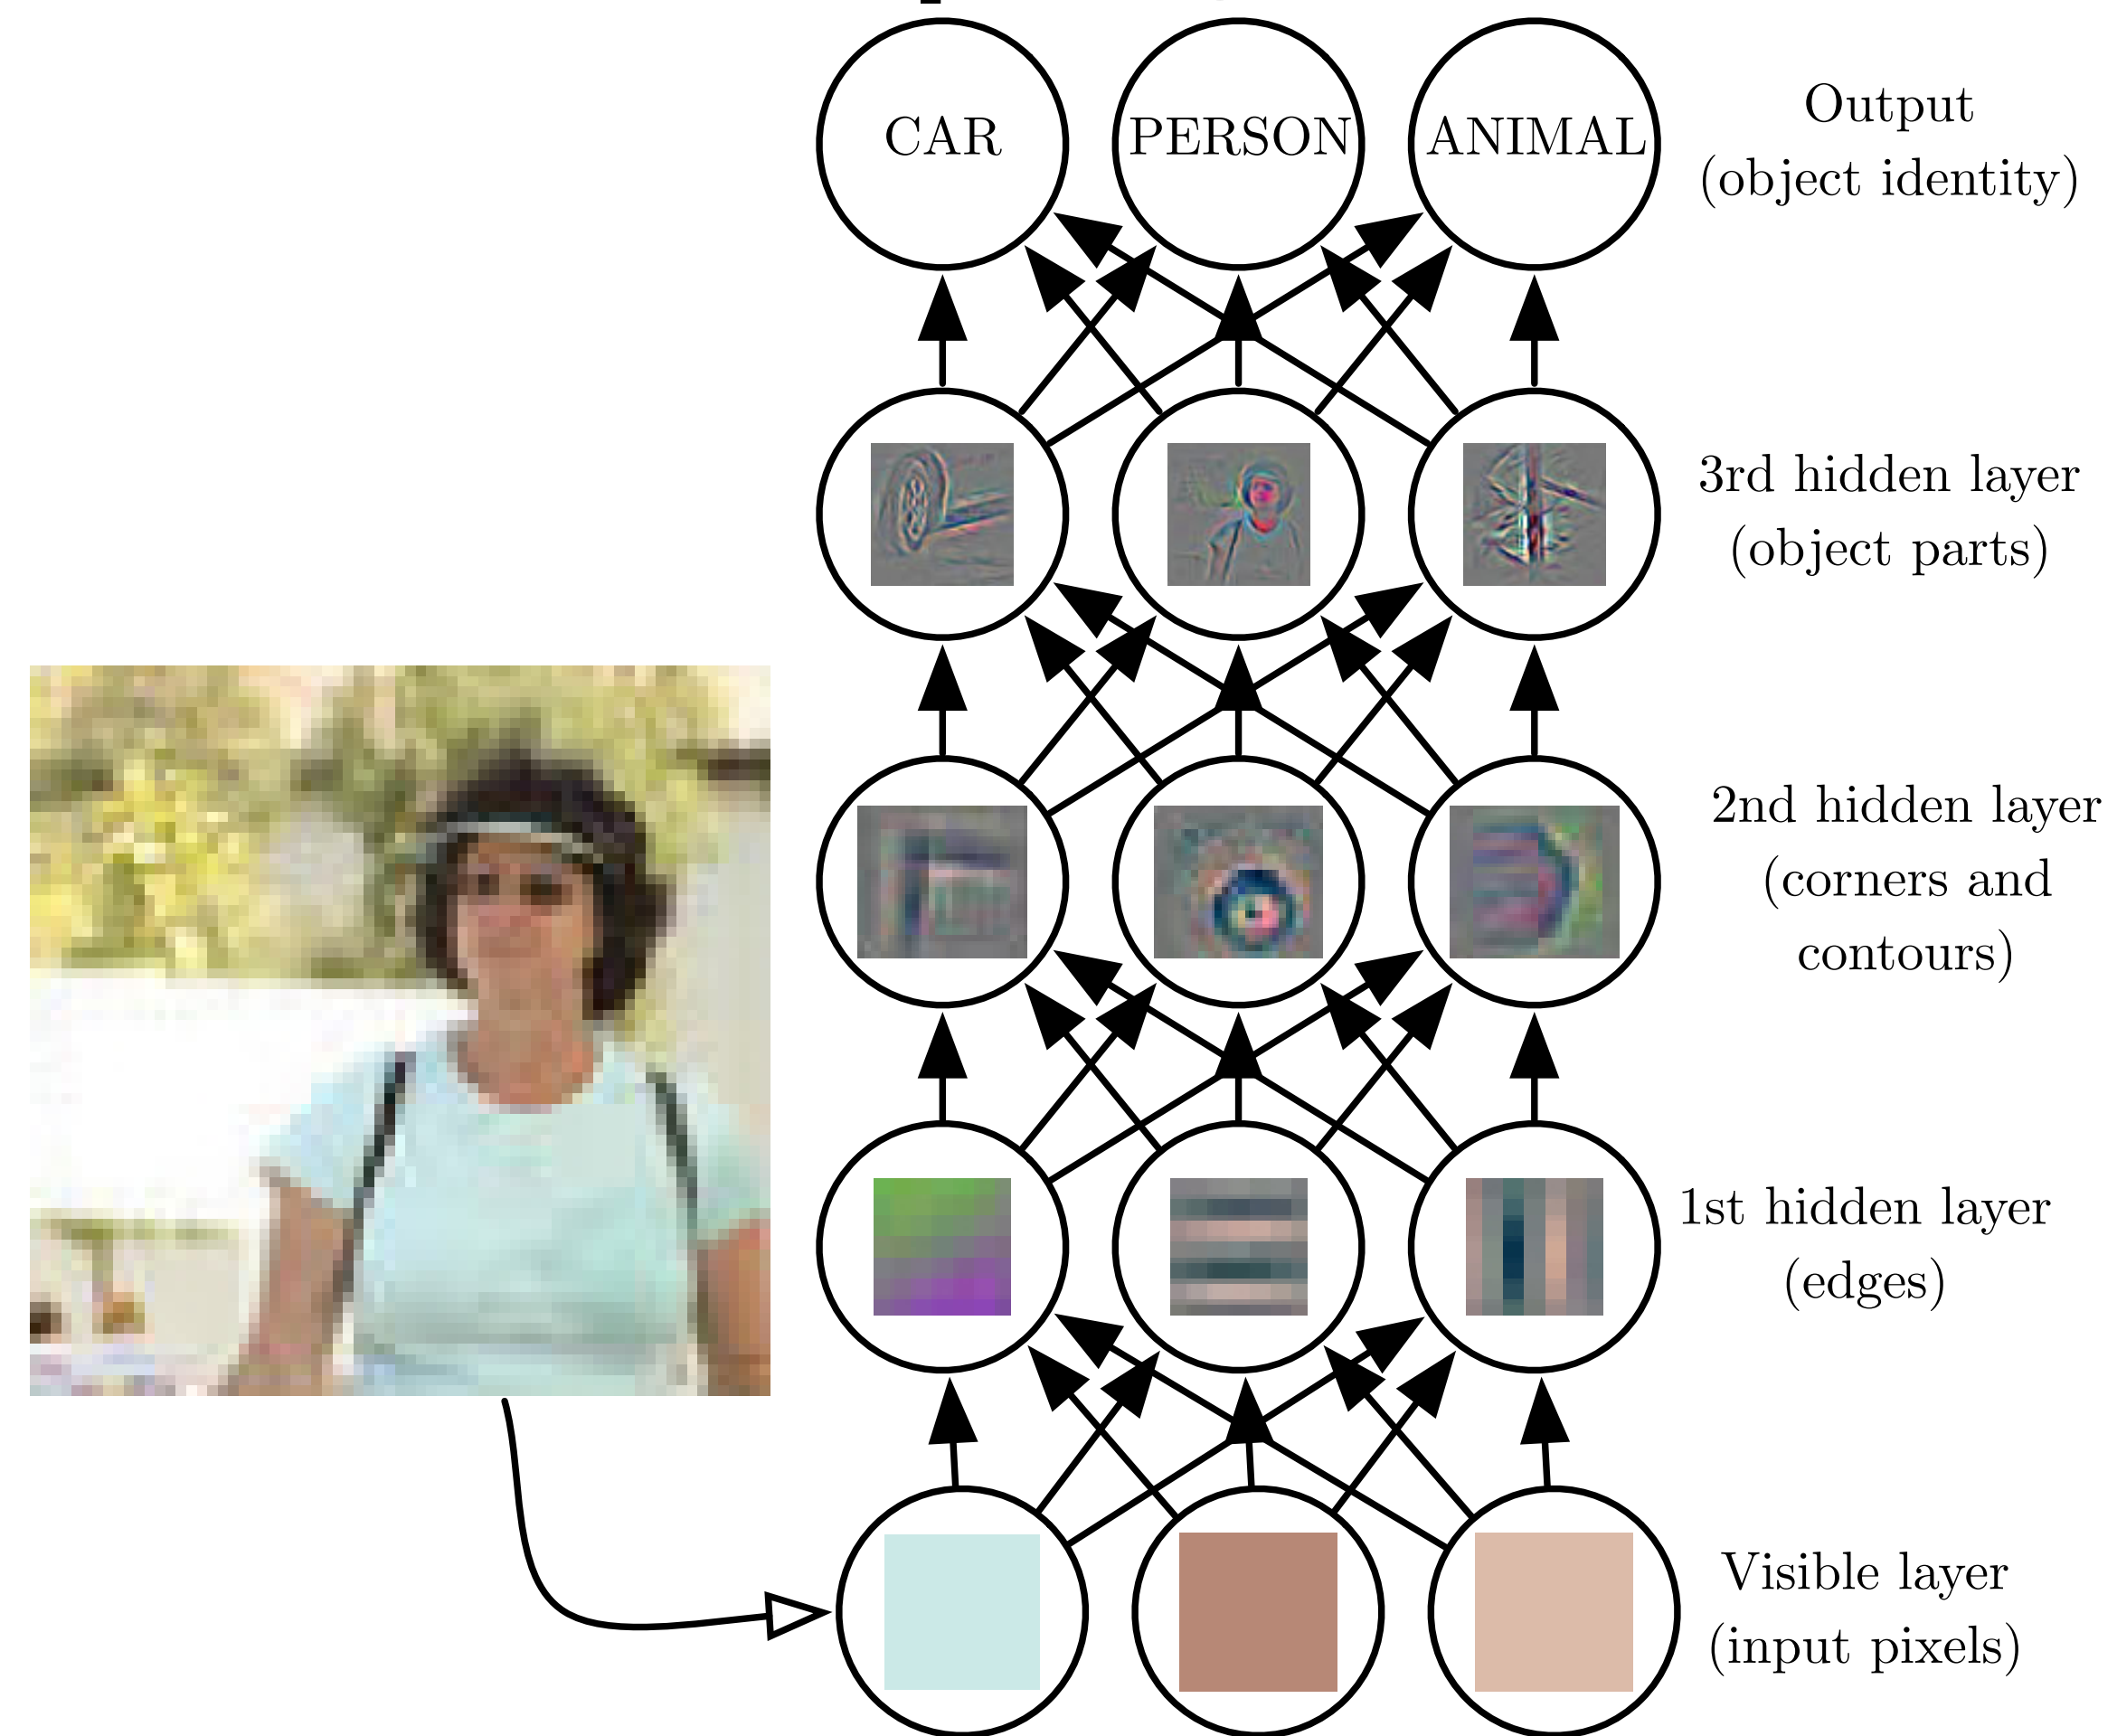 CAR PERSON ANIMAL
Output
(object identity)
3rd hidden layer
(object parts)
2nd hidden layer
(corners and
contours)
1st hidden layer
(edges)
Visible layer
(input pixels)